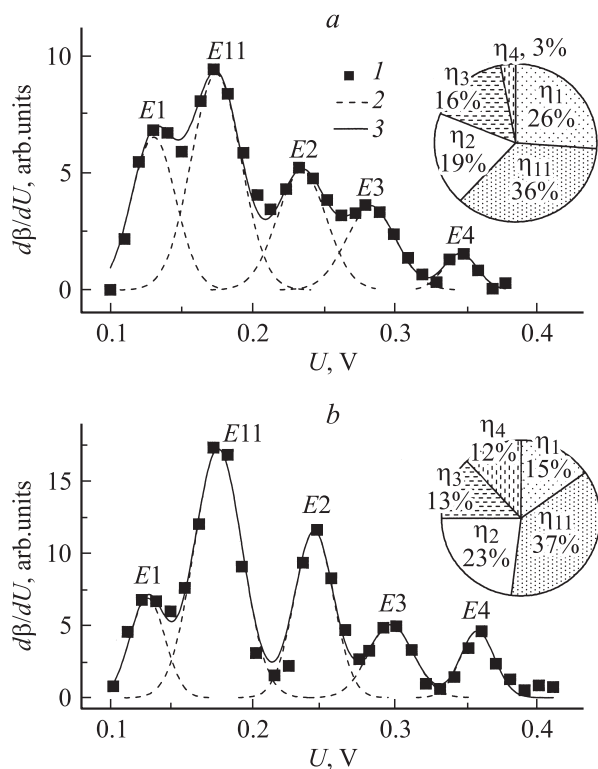 a
10
5
0
dβ/dU, arb.units
E1
E11
E2
E3
E4
1
2
3
η4, 3%
η3
16%
η1
26%
η2
19%
η11
36%
0.1
0.2
0.3
0.4
U, V
b
15
10
5
0
dβ/dU, arb.units
E1
E11
E2
E3
E4
η4
12%
η1
15%
η3
13%
η11
37%
η2
23%
0.1
0.2
0.3
0.4
U, V